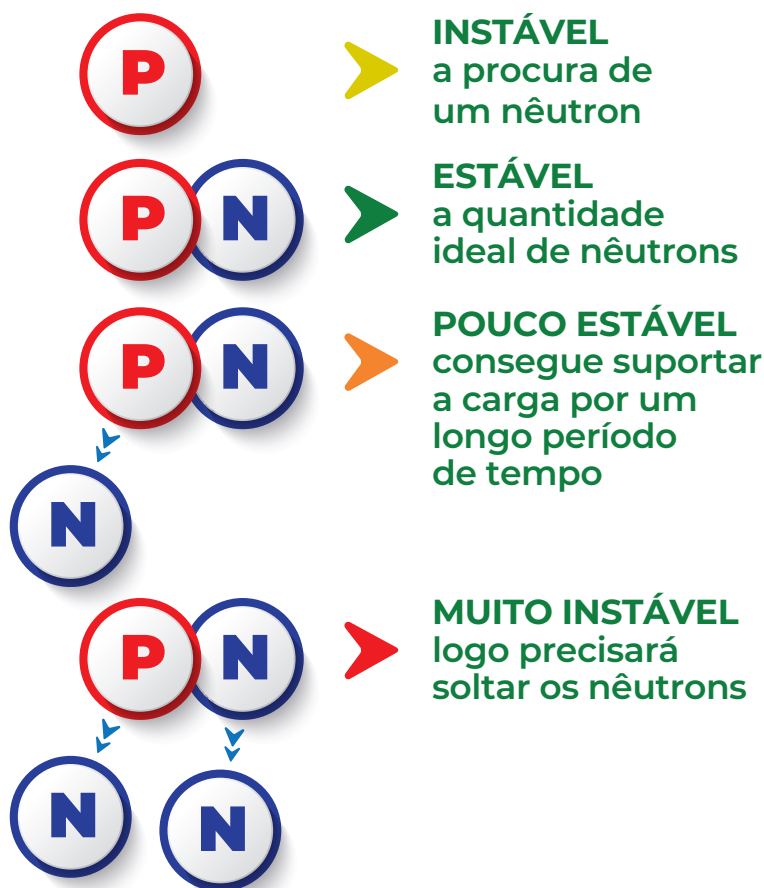 P
INSTÁVEL
a procura de
um nêutron
P N
ESTÁVEL
a quantidade
ideal de nêutrons
P N
POUCO ESTÁVEL
consegue suportar
a carga por um
longo período
de tempo
N
P N
MUITO INSTÁVEL
logo precisará
soltar os nêutrons
N N